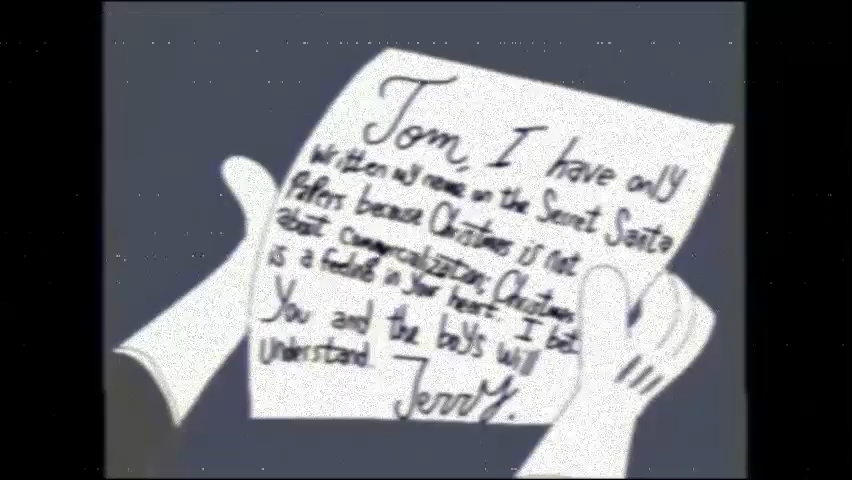 Tom, I have only
written my name on the Secret Santa
Papers because Christmas is not
about commercialization, Christmas
is a feeling in your heart. I bet
You and the boys will
Understand.
Jerry.